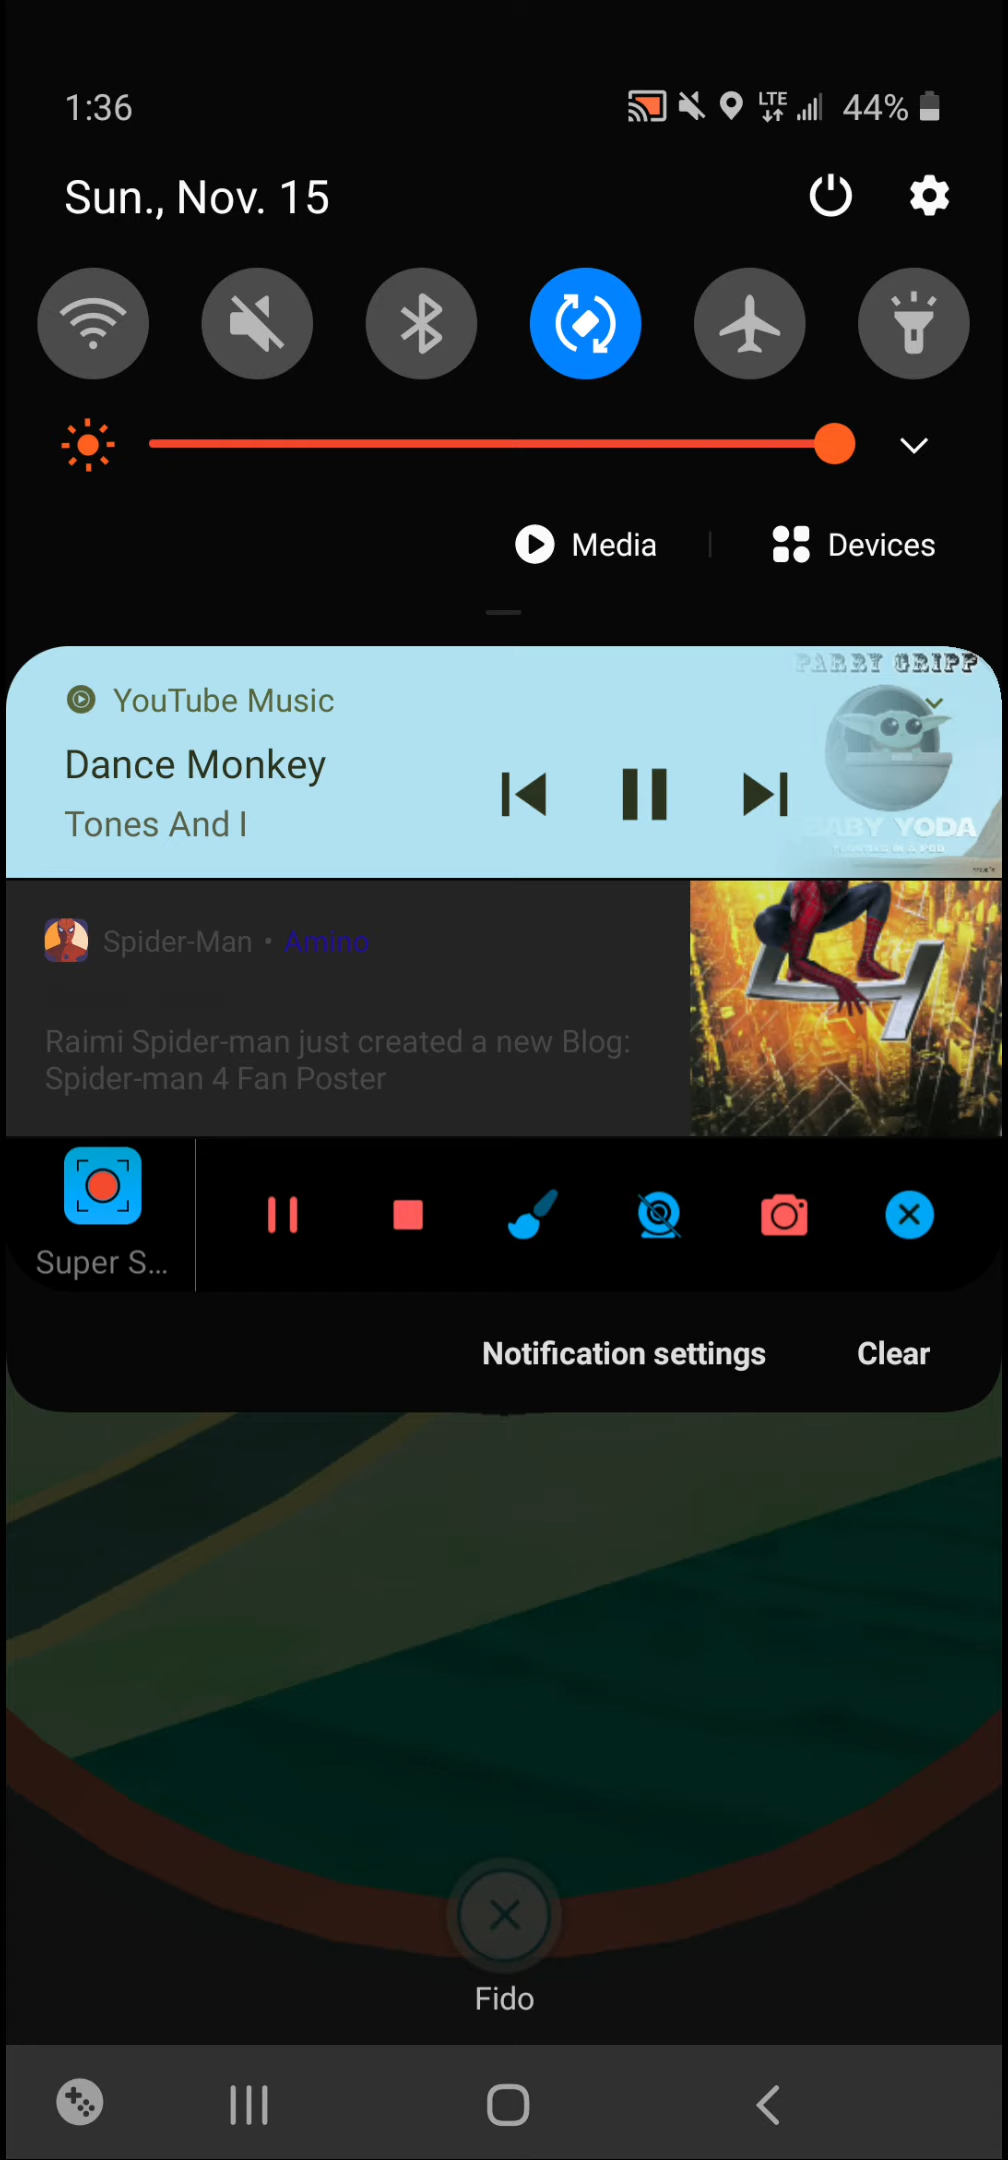 1:36
LTE 44%
Sun., Nov. 15
Media
Devices
PARRY GRIPP
YouTube Music
Dance Monkey
Tones And I
BABY YODA
Spider-Man • Amino
Raimi Spider-man just created a new Blog:
Spider-man 4 Fan Poster
4
Super S...
Notification settings
Clear
Fido